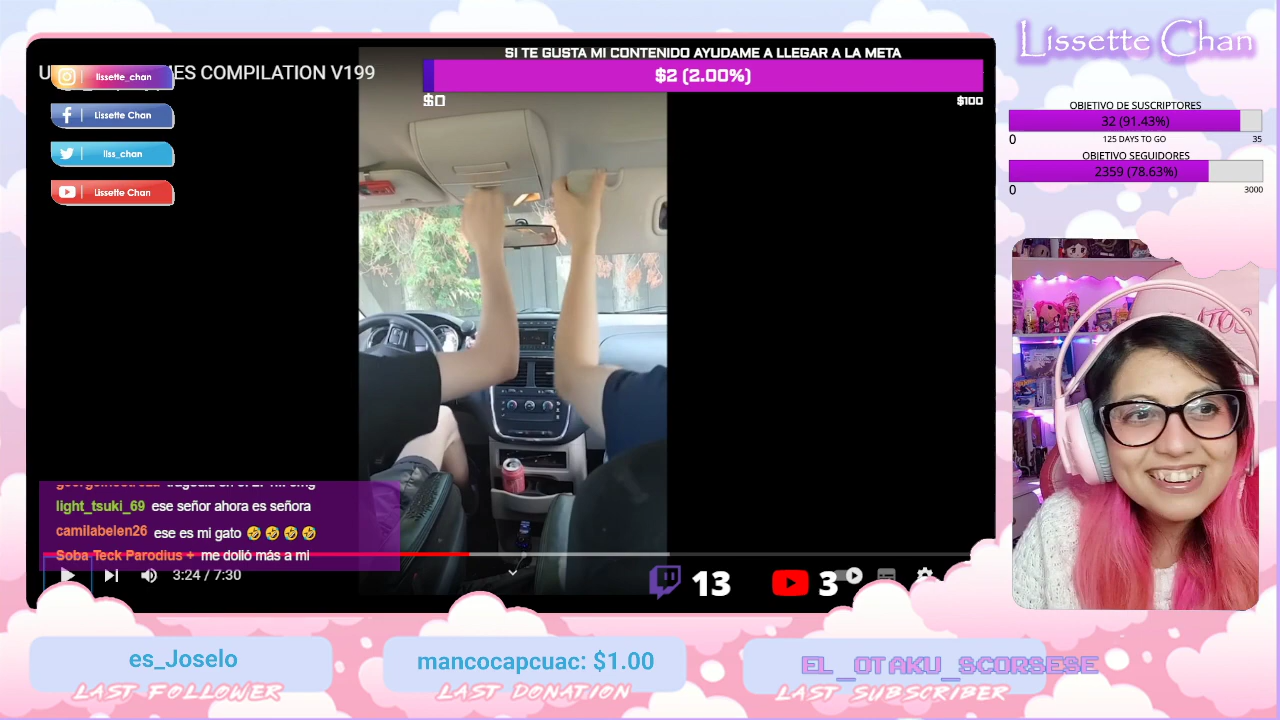 Lissette Chan
SI TE GUSTA MI CONTENIDO AYUDAME A LLEGAR A LA META
ES COMPILATION V199
$2 (2.00%)
$0
$100
lissette_chan
Lissette Chan
liss_chan
Lissette Chan
OBJETIVO DE SUSCRIPTORES
32 (91.43%)
0
125 DAYS TO GO
35
OBJETIVO SEGUIDORES
2359 (78.63%)
0
3000
light_tsuki_69 ese señor ahora es señora
camilabelen26 ese es mi gato 🤣 🤣 🤣 🤣
Soba Teck Parodius + me dolió más a mi
3:24 / 7:30
13
3
es_Joselo
LAST FOLLOWER
mancocapcuac: $1.00
LAST DONATION
EL_OTAKU_SCORSESE
LAST SUBSCRIBER